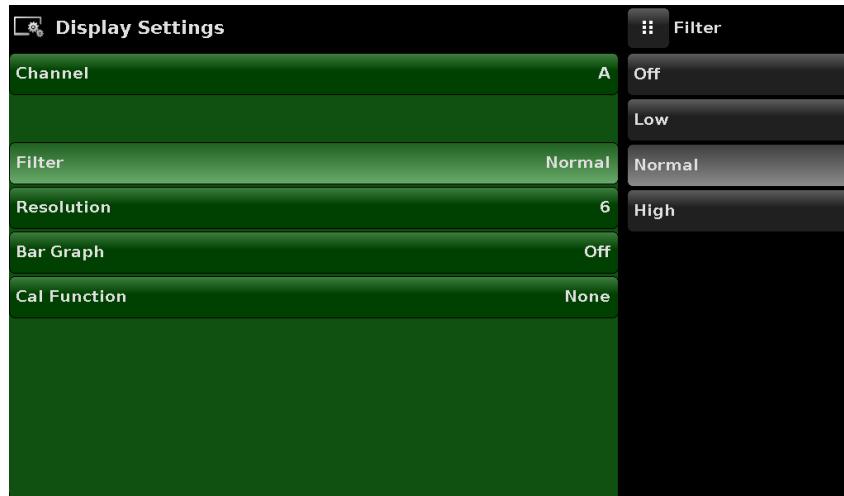 Display Settings
Channel A
Filter Normal
Resolution 6
Bar Graph Off
Cal Function None
Filter
Off
Low
Normal
High